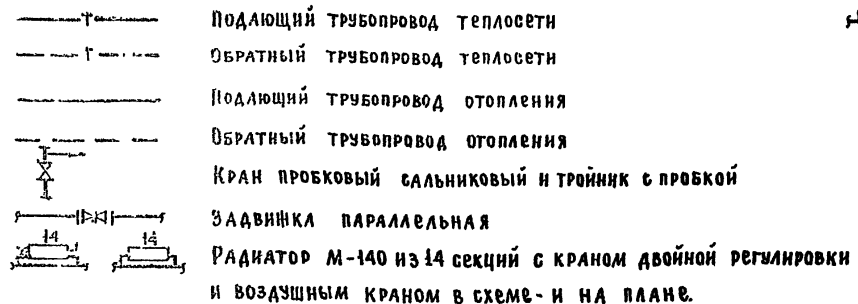 Т Подающий трубопровод теплосети
Т Обратный трубопровод теплосети
Подающий трубопровод отопления
Обратный трубопровод отопления
Кран пробковый сальниковый и тройник с пробкой
Задвижка параллельная
14 14
Радиатор М-140 из 14 секций с краном двойной регулировки
и воздушным краном в схеме- и на плане.